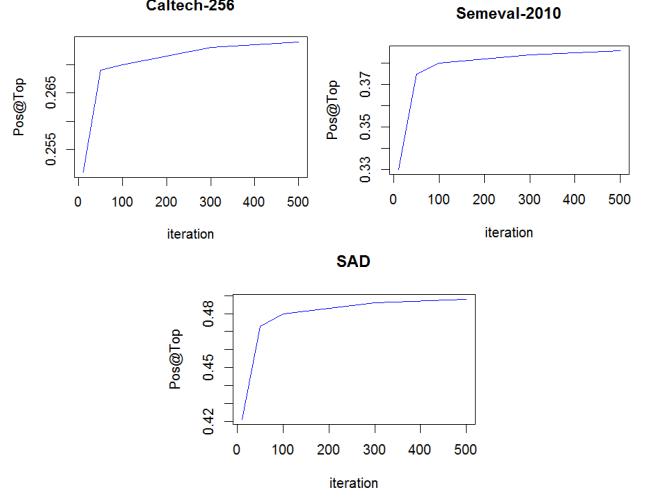 Caltech-256
Pos@Top
0.265
0.255
0 100 200 300 400 500
iteration
Semeval-2010
Pos@Top
0.37
0.35
0.33
0 100 200 300 400 500
iteration
SAD
Pos@Top
0.48
0.45
0.42
0 100 200 300 400 500
iteration